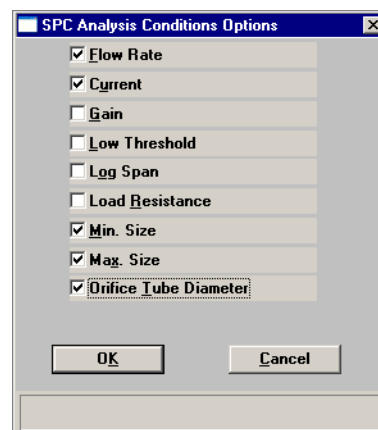 SPC Analysis Conditions Options
Flow Rate
Current
Gain
Low Threshold
Log Span
Load Resistance
Min. Size
Max. Size
Orifice Tube Diameter
OK Cancel